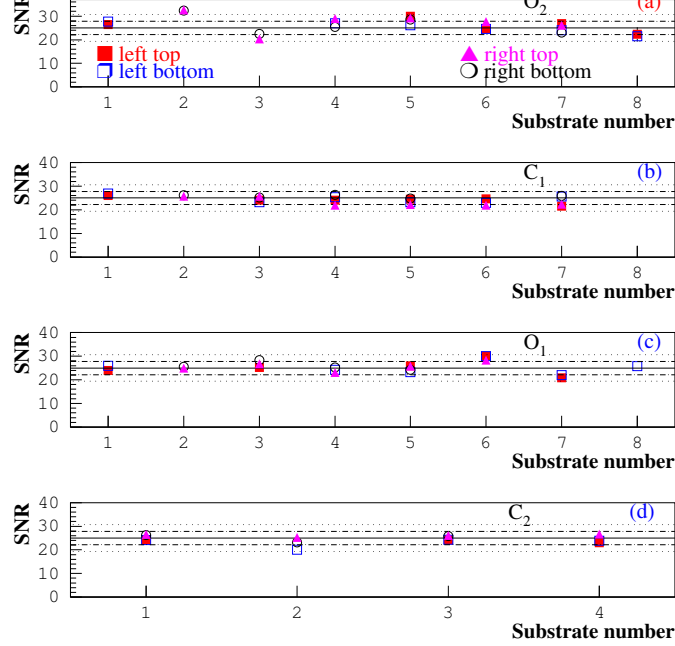 SNR
O2 (a)
30
20
10
0
left top
right top
left bottom
right bottom
1 2 3 4 5 6 7 8
Substrate number
SNR
C1 (b)
40
30
20
10
0
1 2 3 4 5 6 7 8
Substrate number
SNR
O1 (c)
40
30
20
10
0
1 2 3 4 5 6 7 8
Substrate number
SNR
C2 (d)
40
30
20
10
0
1 2 3 4
Substrate number